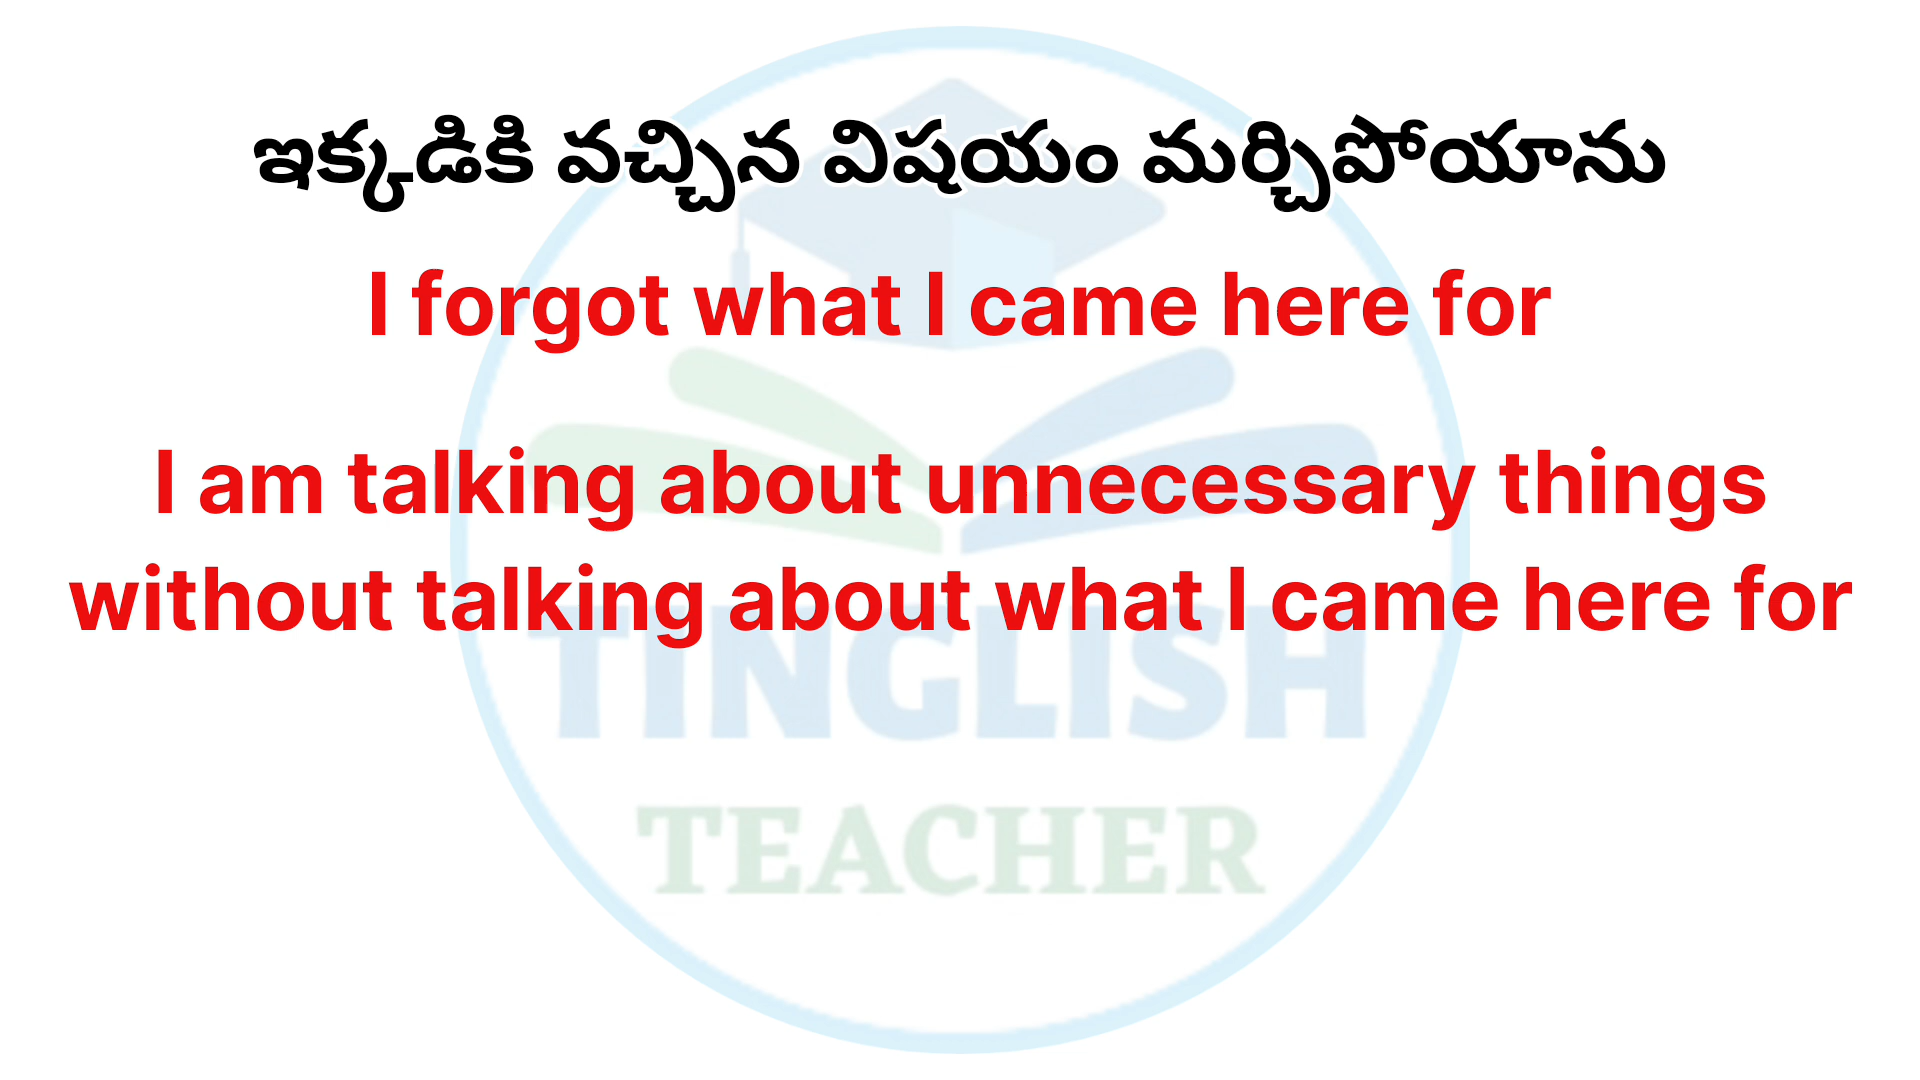 ఇక్కడికి వచ్చిన విషయం మర్చిపోయాను
I forgot what I came here for
I am talking about unnecessary things
without talking about what I came here for
TINGLISH
TEACHER